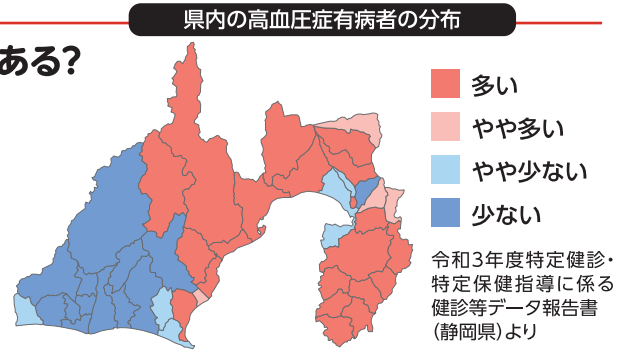 県内の高血圧症有病者の分布
ある?
多い
やや多い
やや少ない
少ない
令和3年度特定健診・
特定保健指導に係る
健診等データ報告書
（静岡県）より